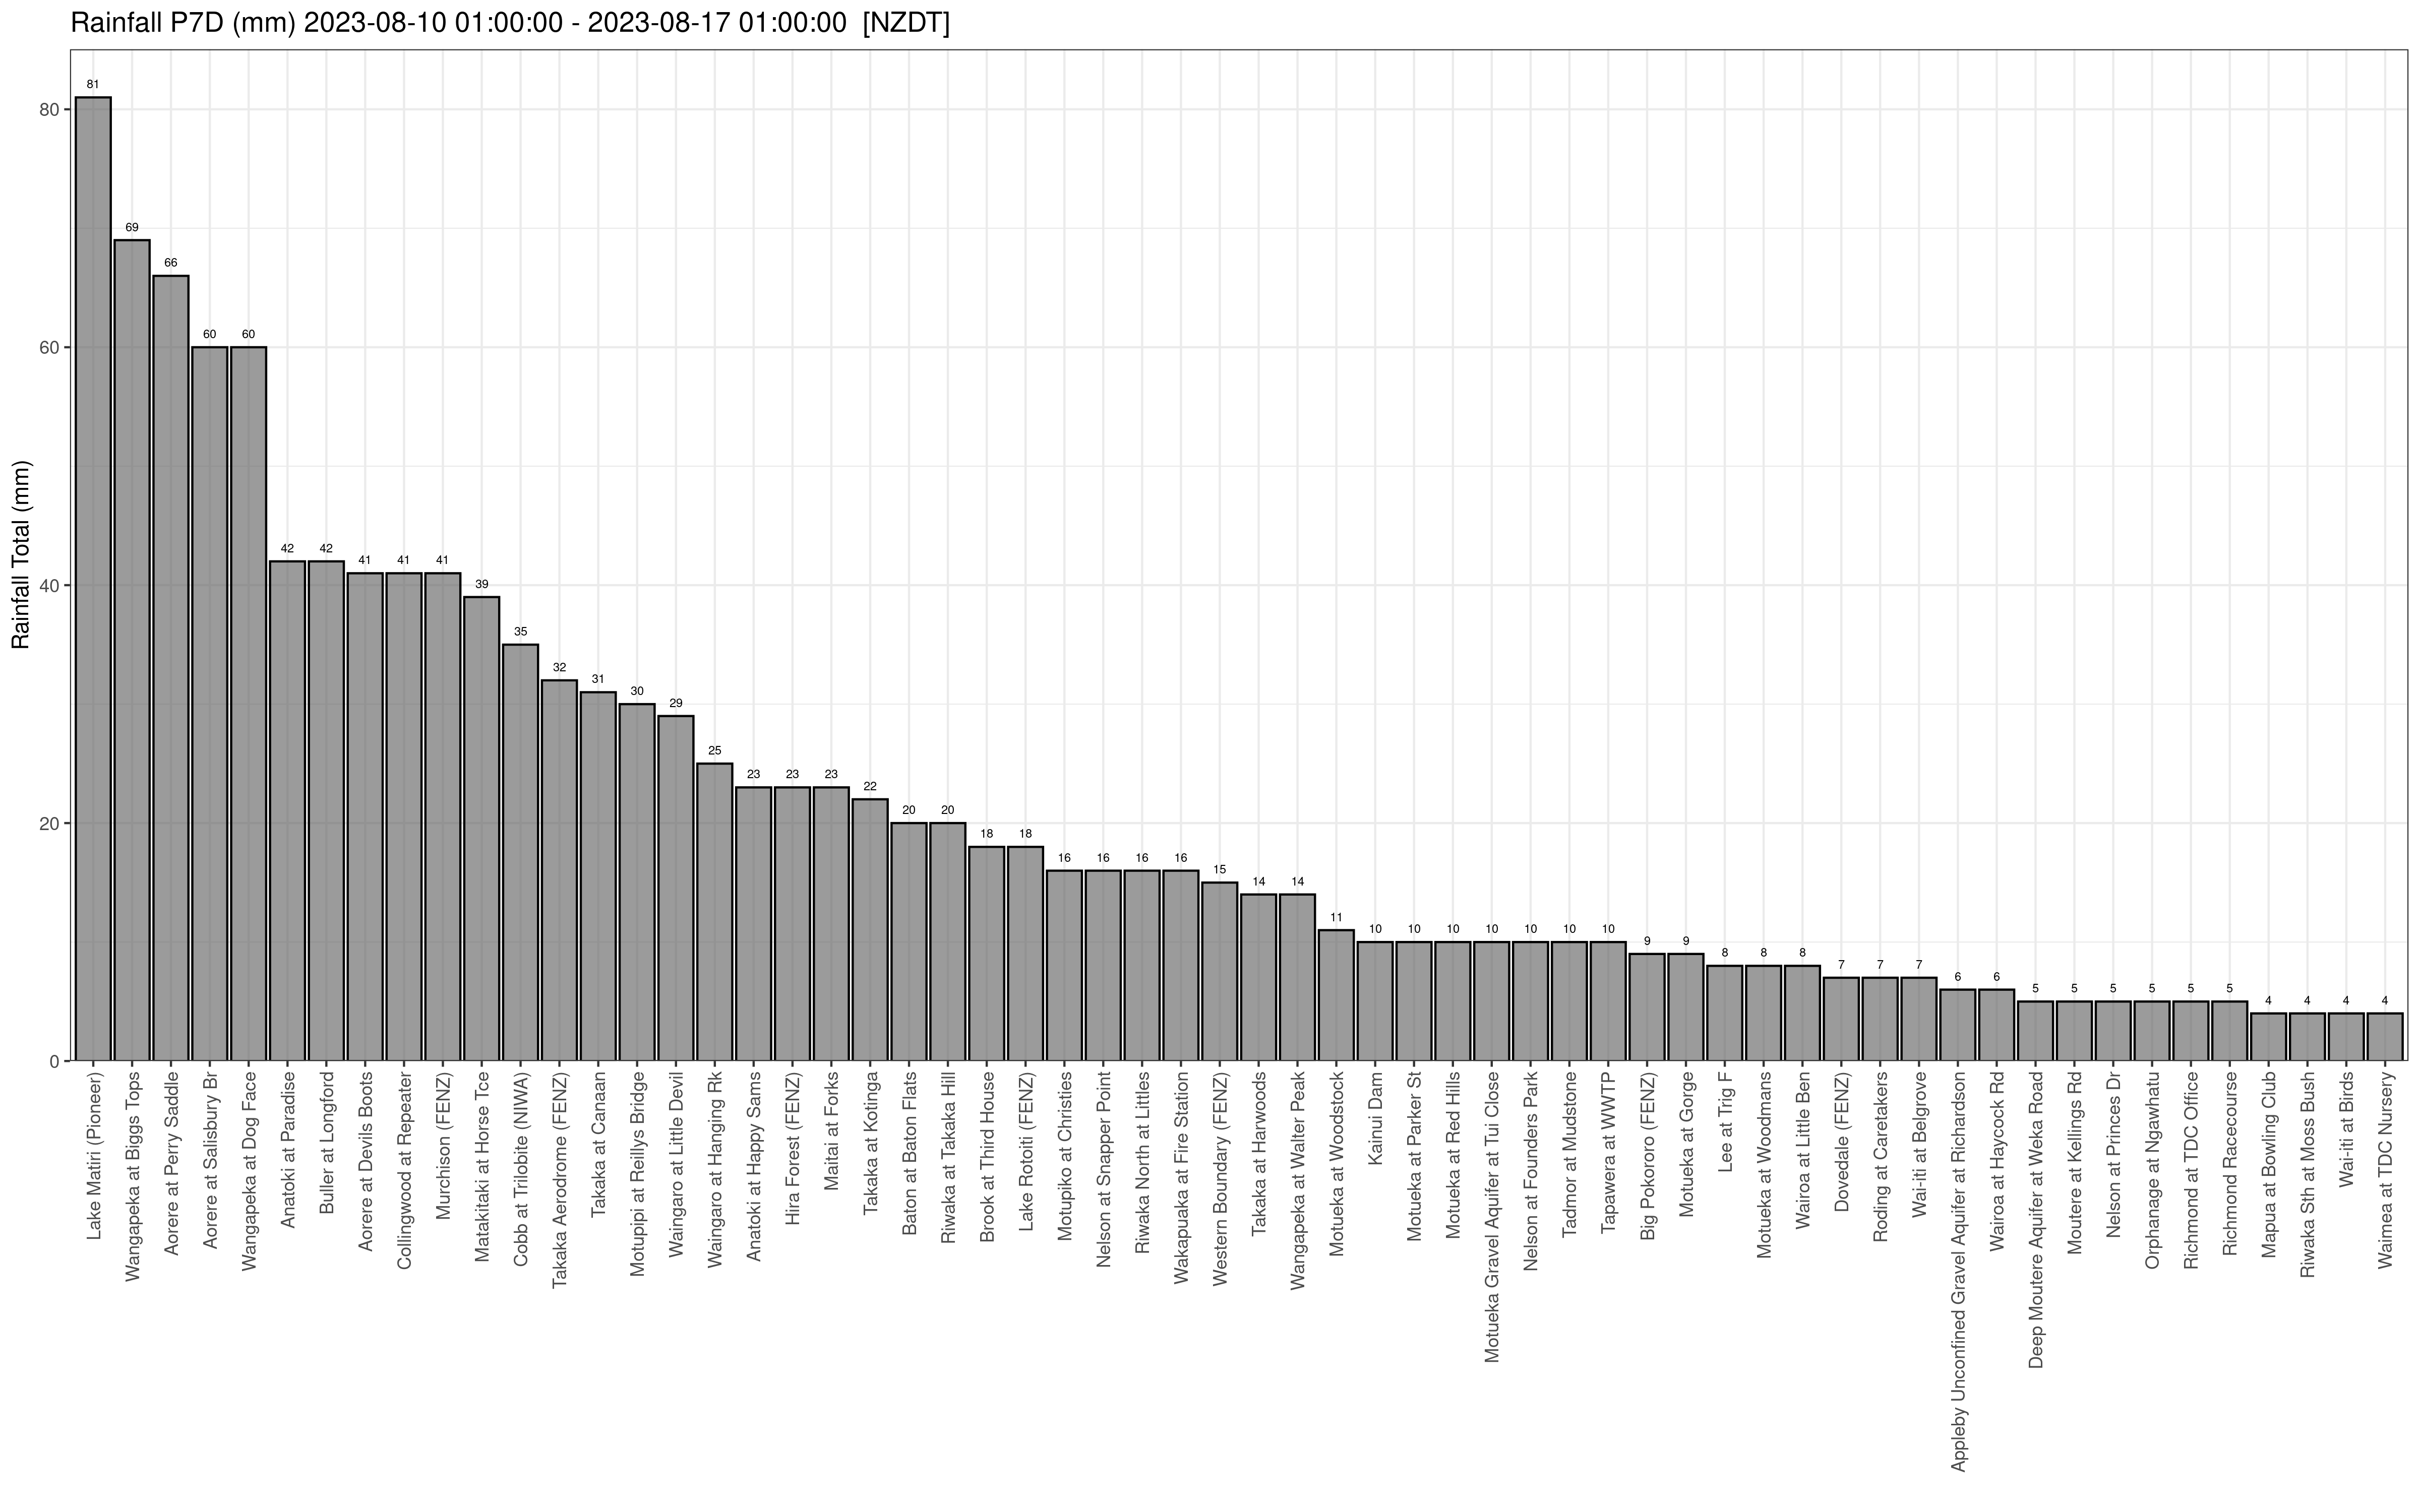 Rainfall P7D (mm) 2023-08-10 01:00:00 - 2023-08-17 01:00:00 [NZDT]
Rainfall Total (mm)
80
60
40
20
0
81
69
66
60
60
42
42
41
41
41
39
35
32
31
30
29
25
23
23
23
22
20
20
18
18
16
16
16
16
15
14
14
11
10
10
10
10
10
10
10
9
9
8
8
8
7
7
7
6
6
5
5
5
5
5
5
4
4
4
4
Lake Matiri (Pioneer)
Wangapeka at Biggs Tops
Aorere at Perry Saddle
Aorere at Salisbury Br
Wangapeka at Dog Face
Anatoki at Paradise
Buller at Longford
Aorere at Devils Boots
Collingwood at Repeater
Murchison (FENZ)
Matakitaki at Horse Tce
Cobb at Trilobite (NIWA)
Takaka Aerodrome (FENZ)
Takaka at Canaan
Motupipi at Reillys Bridge
Waingaro at Little Devil
Waingaro at Hanging Rk
Anatoki at Happy Sams
Hira Forest (FENZ)
Maitai at Forks
Takaka at Kotinga
Baton at Baton Flats
Riwaka at Takaka Hill
Brook at Third House
Lake Rotoiti (FENZ)
Motupiko at Christies
Nelson at Snapper Point
Riwaka North at Littles
Wakapuaka at Fire Station
Western Boundary (FENZ)
Takaka at Harwoods
Wangapeka at Walter Peak
Motueka at Woodstock
Kainui Dam
Motueka at Parker St
Motueka at Red Hills
Motueka Gravel Aquifer at Tui Close
Nelson at Founders Park
Tadmor at Mudstone
Tapawera at WWTP
Big Pokororo (FENZ)
Motueka at Gorge
Lee at Trig F
Motueka at Woodmans
Wairoa at Little Ben
Dovedale (FENZ)
Roding at Caretakers
Wai-iti at Belgrove
Appleby Unconfined Gravel Aquifer at Richardson
Wairoa at Haycock Rd
Deep Moutere Aquifer at Weka Road
Moutere at Kellings Rd
Nelson at Princes Dr
Orphanage at Ngawhatu
Richmond at TDC Office
Richmond Racecourse
Mapua at Bowling Club
Riwaka Sth at Moss Bush
Wai-iti at Birds
Waimea at TDC Nursery